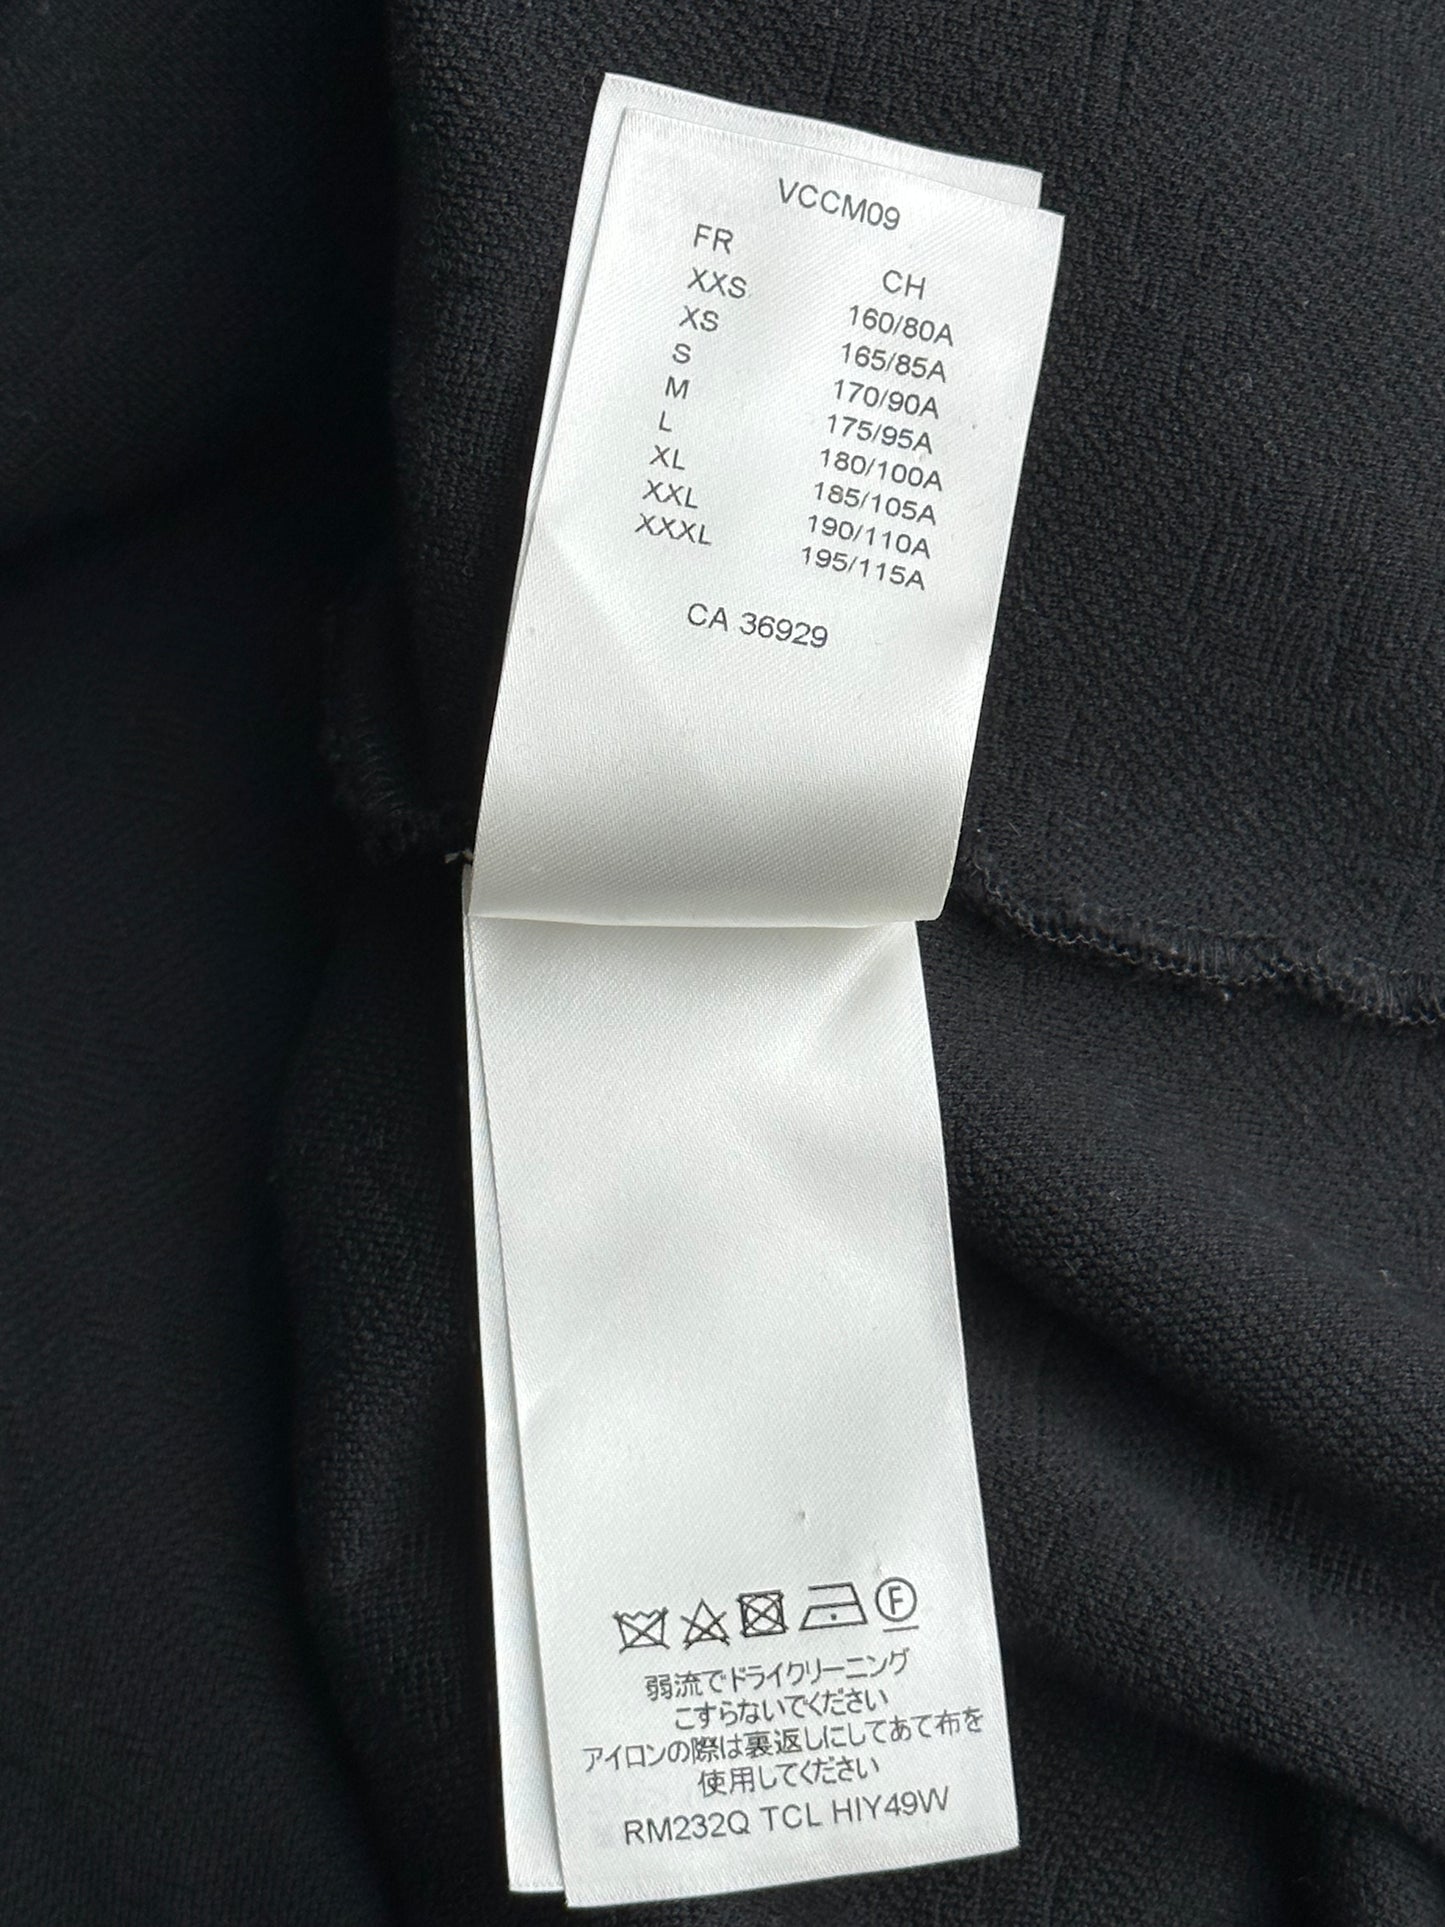 VCCM09
FR CH
XXS 160/80A
XS 165/85A
S 170/90A
M 175/95A
L 180/100A
XL 185/105A
XXL 190/110A
XXXL 195/115A
CA 36929
F
弱流でドライクリーニング
こすらないでください
アイロンの際は裏返しにしてあて布を
使用してください
RM232Q TCL HIY49W